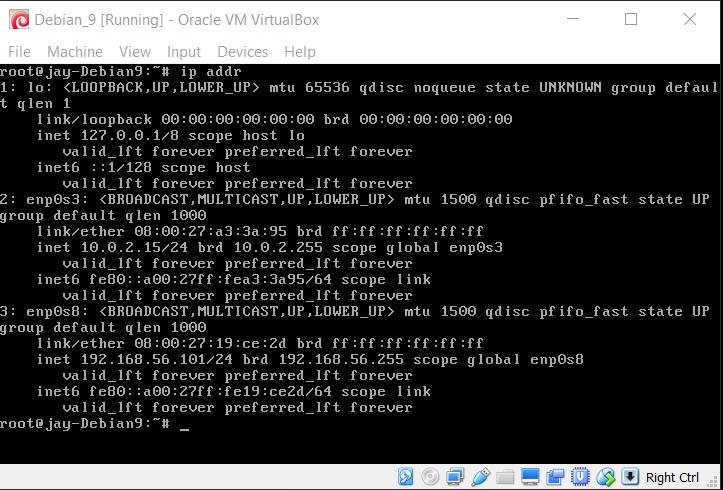 Debian_9 [Running] - Oracle VM VirtualBox
File Machine View Input Devices Help
root@jay-Debian9:~# ip addr
1: lo: <LOOPBACK,UP,LOWER_UP> mtu 65536 qdisc noqueue state UNKNOWN group defaul
t qlen 1
    link/loopback 00:00:00:00:00:00 brd 00:00:00:00:00:00
    inet 127.0.0.1/8 scope host lo
       valid_lft forever preferred_lft forever
    inet6 ::1/128 scope host
       valid_lft forever preferred_lft forever
2: enp0s3: <BROADCAST,MULTICAST,UP,LOWER_UP> mtu 1500 qdisc pfifo_fast state UP
group default qlen 1000
    link/ether 08:00:27:a3:3a:95 brd ff:ff:ff:ff:ff:ff
    inet 10.0.2.15/24 brd 10.0.2.255 scope global enp0s3
       valid_lft forever preferred_lft forever
    inet6 fe80::a00:27ff:fea3:3a95/64 scope link
       valid_lft forever preferred_lft forever
3: enp0s8: <BROADCAST,MULTICAST,UP,LOWER_UP> mtu 1500 qdisc pfifo_fast state UP
group default qlen 1000
    link/ether 08:00:27:19:ce:2d brd ff:ff:ff:ff:ff:ff
    inet 192.168.56.101/24 brd 192.168.56.255 scope global enp0s8
       valid_lft forever preferred_lft forever
    inet6 fe80::a00:27ff:fe19:ce2d/64 scope link
       valid_lft forever preferred_lft forever
root@jay-Debian9:~# _
Right Ctrl